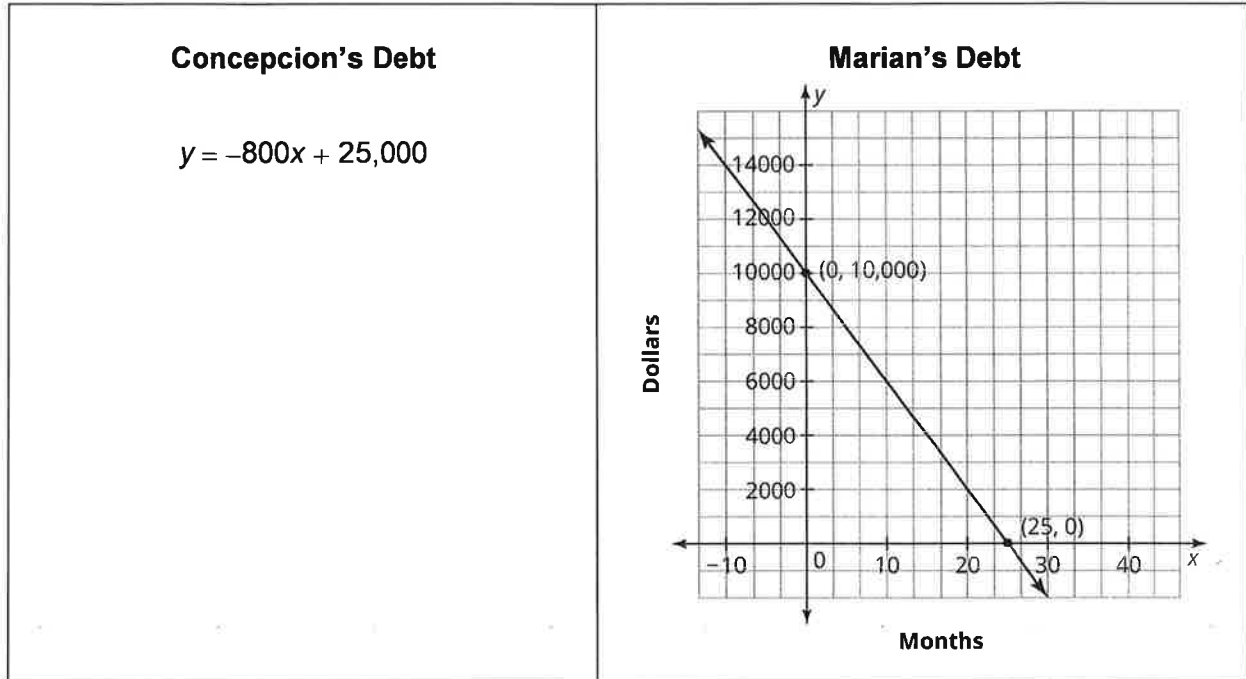 Concepcion's Debt
y = –800x + 25,000
Marian's Debt
y
14000
12000
10000
(0, 10,000)
8000
6000
4000
2000
(25, 0)
–10
0
10
20
30
40
x
Dollars
Months